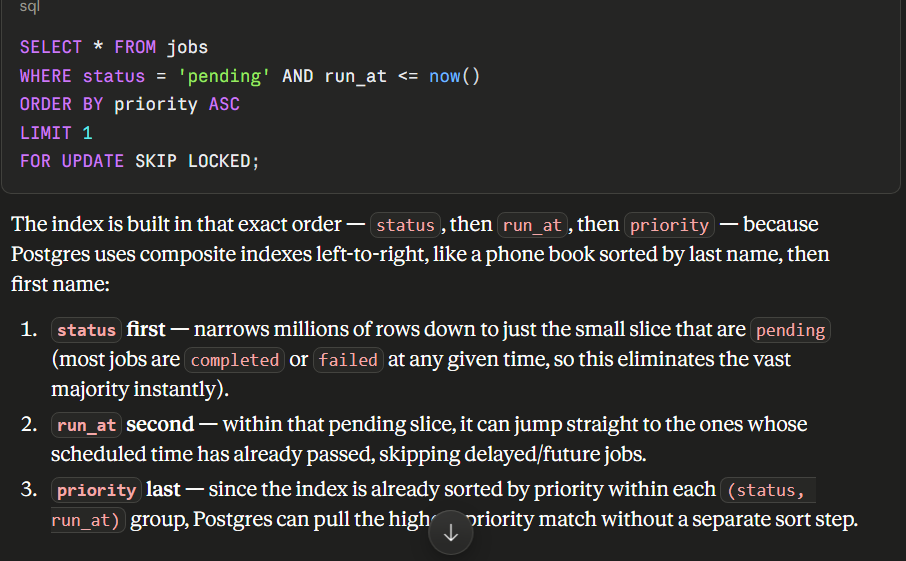 sql
SELECT * FROM jobs
WHERE status = 'pending' AND run_at <= now()
ORDER BY priority ASC
LIMIT 1
FOR UPDATE SKIP LOCKED;
The index is built in that exact order — status, then run_at, then priority — because
Postgres uses composite indexes left-to-right, like a phone book sorted by last name, then
first name:
1. status first — narrows millions of rows down to just the small slice that are pending
(most jobs are completed or failed at any given time, so this eliminates the vast
majority instantly).
2. run_at second — within that pending slice, it can jump straight to the ones whose
scheduled time has already passed, skipping delayed/future jobs.
3. priority last — since the index is already sorted by priority within each (status,
run_at) group, Postgres can pull the priority match without a separate sort step.